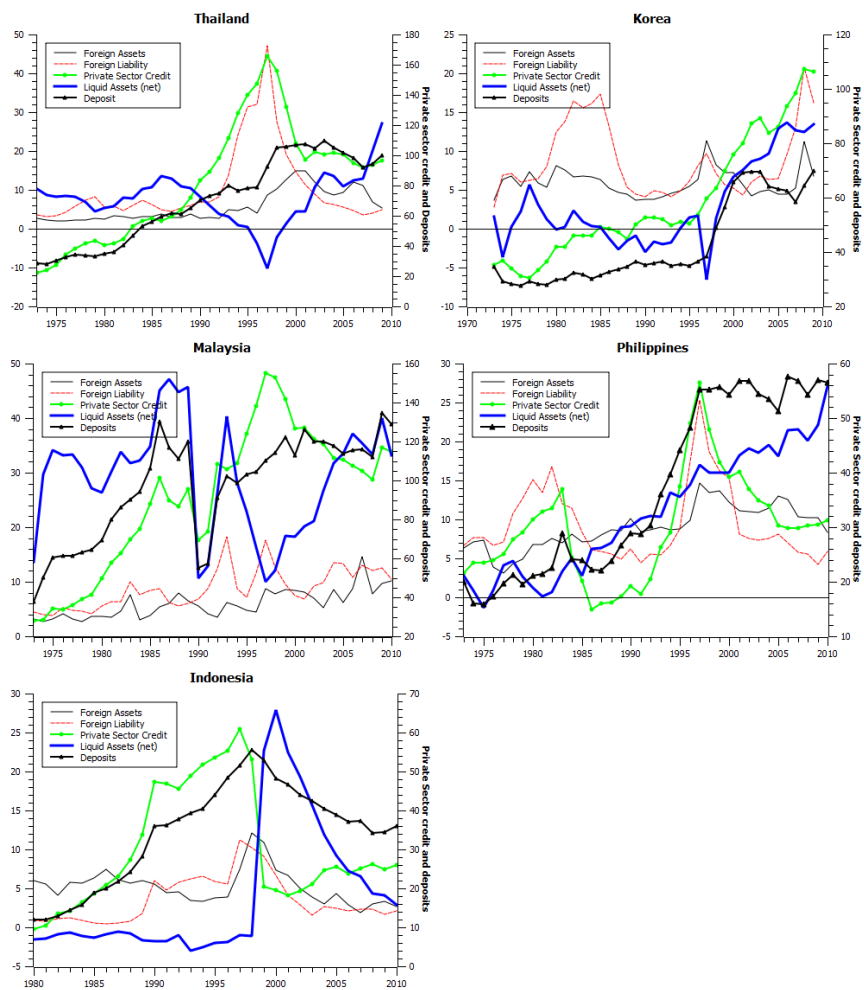 Thailand
50
40
30
20
10
0
-10
-20
180
160
140
120
100
80
60
40
20
0
1975 1980 1985 1990 1995 2000 2005 2010
Foreign Assets
Foreign Liability
Private Sector Credit
Liquid Assets (net)
Deposit
Private sector credit and Deposits
Korea
25
20
15
10
5
0
-5
-10
120
100
80
60
40
20
1970 1975 1980 1985 1990 1995 2000 2005 2010
Foreign Assets
Foreign Liability
Private Sector Credit
Liquid Assets (net)
Deposits
Private Sector credit and deposits
Malaysia
50
40
30
20
10
0
160
140
120
100
80
60
40
20
1975 1980 1985 1990 1995 2000 2005 2010
Foreign Assets
Foreign Liability
Private Sector Credit
Liquid Assets (net)
Deposits
Private Sector credit and deposits
Philippines
30
25
20
15
10
5
0
-5
60
50
40
30
20
10
1975 1980 1985 1990 1995 2000 2005 2010
Foreign Assets
Foreign Liability
Private Sector Credit
Liquid Assets (net)
Deposits
Private Sector credit and deposits
Indonesia
30
25
20
15
10
5
0
-5
70
60
50
40
30
20
10
0
1980 1985 1990 1995 2000 2005 2010
Foreign Assets
Foreign Liability
Private Sector Credit
Liquid Assets (net)
Deposits
Private Sector credit and deposits